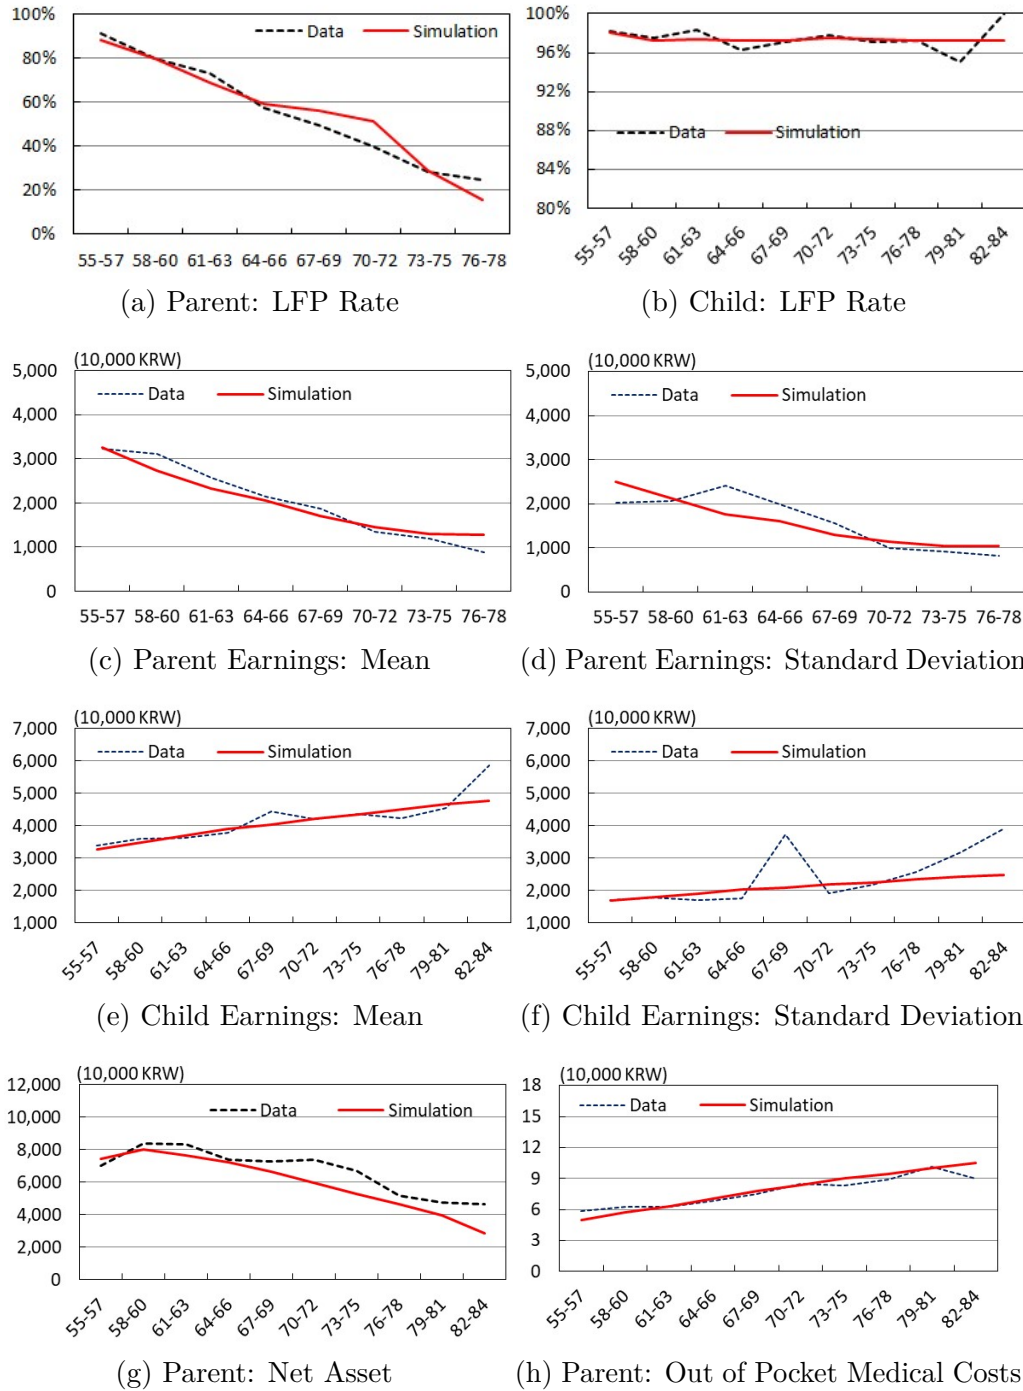 100%
80%
60%
40%
20%
0%
Data
Simulation
55-57 58-60 61-63 64-66 67-69 70-72 73-75 76-78
(a) Parent: LFP Rate
100%
96%
92%
88%
84%
80%
Data
Simulation
55-57 58-60 61-63 64-66 67-69 70-72 73-75 76-78 79-81 82-84
(b) Child: LFP Rate
(10,000 KRW)
5,000
4,000
3,000
2,000
1,000
0
Data
Simulation
55-57 58-60 61-63 64-66 67-69 70-72 73-75 76-78
(c) Parent Earnings: Mean
(10,000 KRW)
5,000
4,000
3,000
2,000
1,000
0
Data
Simulation
55-57 58-60 61-63 64-66 67-69 70-72 73-75 76-78
(d) Parent Earnings: Standard Deviation
(10,000 KRW)
7,000
6,000
5,000
4,000
3,000
2,000
1,000
Data
Simulation
55-57 58-60 61-63 64-66 67-69 70-72 73-75 76-78 79-81 82-84
(e) Child Earnings: Mean
(10,000 KRW)
7,000
6,000
5,000
4,000
3,000
2,000
1,000
Data
Simulation
55-57 58-60 61-63 64-66 67-69 70-72 73-75 76-78 79-81 82-84
(f) Child Earnings: Standard Deviation
(10,000 KRW)
12,000
10,000
8,000
6,000
4,000
2,000
0
Data
Simulation
55-57 58-60 61-63 64-66 67-69 70-72 73-75 76-78 79-81 82-84
(g) Parent: Net Asset
(10,000 KRW)
18
15
12
9
6
3
0
Data
Simulation
55-57 58-60 61-63 64-66 67-69 70-72 73-75 76-78 79-81 82-84
(h) Parent: Out of Pocket Medical Costs